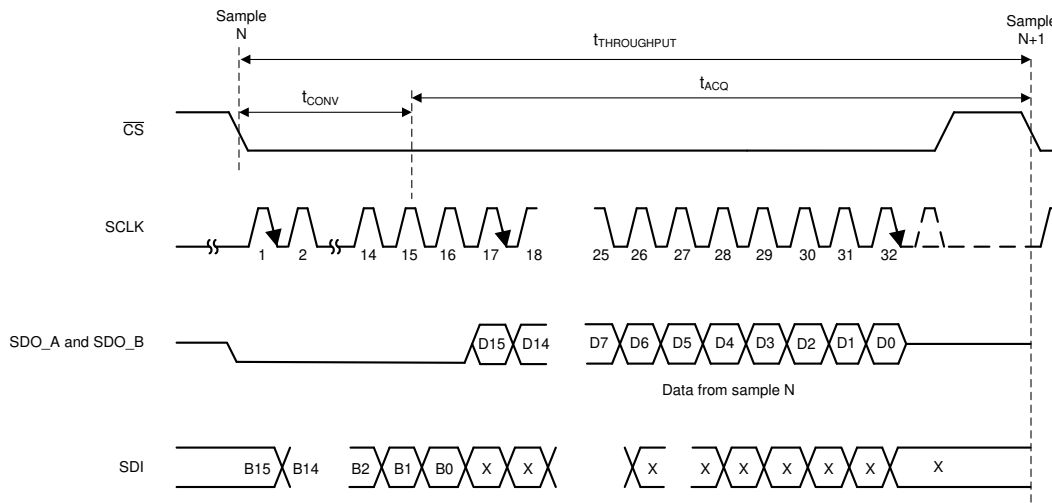 Sample
N
Sample
N+1
tTHROUGHPUT
tCONV
tACQ
CS
SCLK
1 2 14 15 16 17 18 25 26 27 28 29 30 31 32
SDO_A and SDO_B
D15 D14 D7 D6 D5 D4 D3 D2 D1 D0
Data from sample N
SDI
B15 B14 B2 B1 B0 X X X X X X X X X